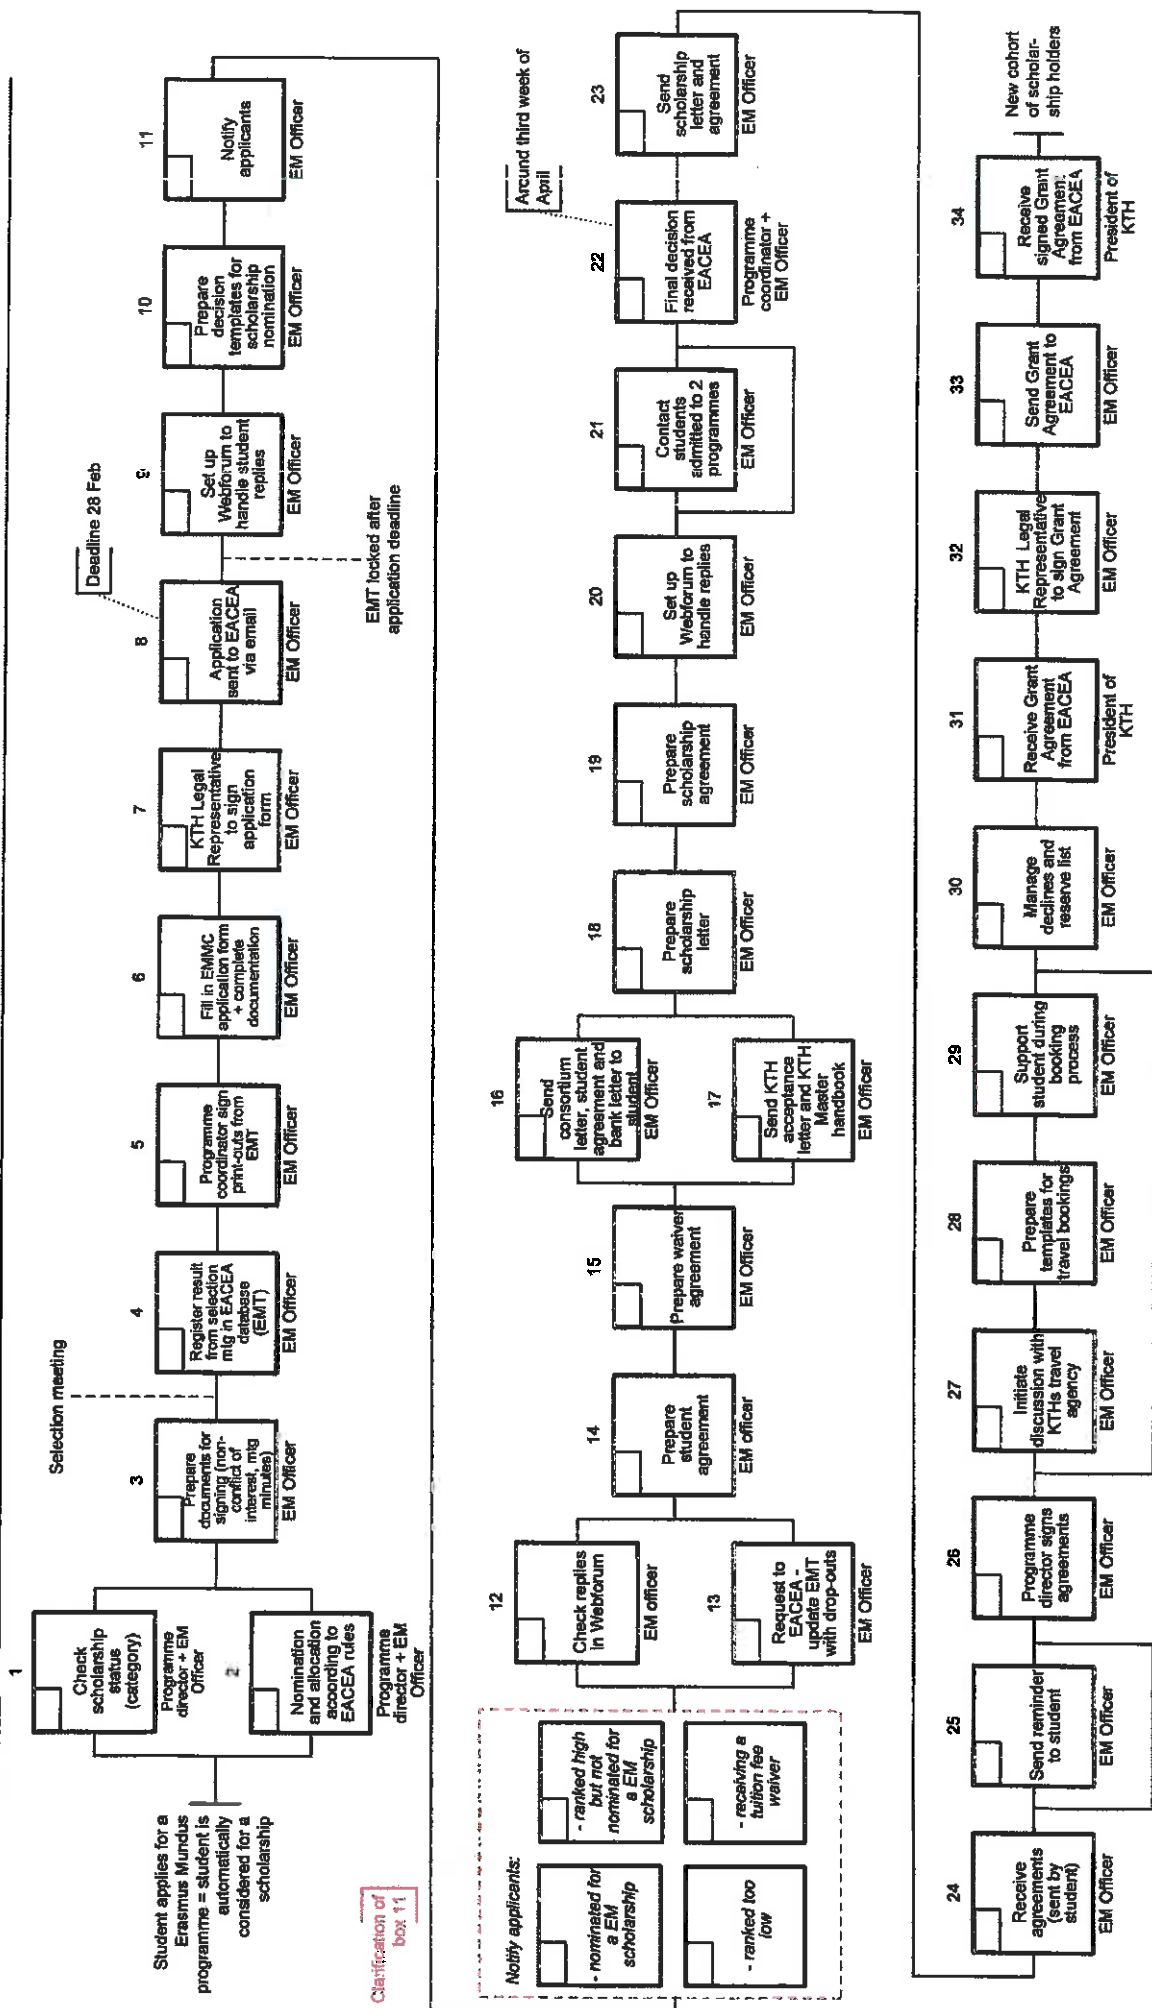 Student applies for a
Erasmus Mundus
programme = student is
automatically
considered for a
scholarship
1
Check
scholarship
status
(category)
Programme
director + EM
Officer
2
Nomination
and allocation
acoording to
EACEA rules
Programme
director + EM
Officer
3
Prepare
documents for
signing (non-
conflict of
interest, mtg
minutes)
EM Officer
Selection meeting
4
Register result
from selection
mtg in EACEA
database
(EMT)
EM Officer
5
Programme
coordinator sign
print-outs from
EMT
EM Officer
6
Fill in EMMC
application form
+ complete
documentation
EM Officer
7
KTH Legal
Representative
to sign
application
form
EM Officer
8
Application
sent to EACEA
via email
EM Officer
Deadline 28 Feb
EMT locked after
application deadline
9
Set up
Webforum to
handle student
replies
EM Officer
10
Prepare
decision
templates for
scholarship
nomination
EM Officer
11
Notify
applicants
EM Officer
Clarification of
box 11
Notify applicants:
- nominated for
a EM
scholarship
- ranked high
but not
nominated for
a EM
scholarship
- ranked too
low
- receiving a
tuition fee
waiver
12
Check replies
in Webforum
EM officer
13
Request to
EACEA -
update EMT
with drop-outs
EM Officer
14
Prepare
student
agreement
EM officer
15
Prepare waiver
agreement
EM Officer
16
Send
consortium
letter, student
agreement and
bank letter to
student
EM Officer
17
Send KTH
acceptance
letter and KTH
Master
handbook
EM Officer
18
Prepare
scholarship
letter
EM Officer
19
Prepare
scholarship
agreement
EM Officer
20
Set up
Webforum to
handle replies
EM Officer
21
Contact
students
admitted to 2
programmes
EM Officer
22
Final decision
received from
EACEA
Programme
coordinator +
EM Officer
Around third week of
April
23
Send
scholarship
letter and
agreement
EM Officer
24
Receive
agreements
(sent by
student)
EM Officer
25
Send reminder
to student
EM Officer
26
Programme
director signs
agreements
EM Officer
27
Initiate
discussion with
KTHs travel
agency
EM Officer
28
Prepare
templates for
travel bookings
EM Officer
29
Support
student during
booking
process
EM Officer
30
Manage
declines and
reserve list
EM Officer
31
Receive Grant
Agreement
from EACEA
President of
KTH
32
KTH Legal
Representative
to sign Grant
Agreement
EM Officer
33
Send Grant
Agreement to
EACEA
EM Officer
34
Receive
signed Grant
Agreement
from EACEA
President of
KTH
New cohort
of scholar-
ship holders